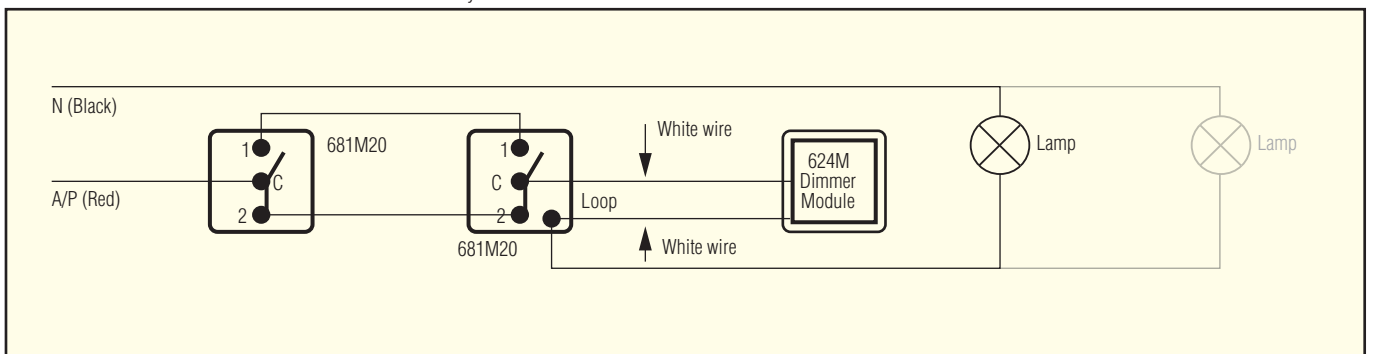 N (Black)
A/P (Red)
1
C
2
681M20
1
C
2
681M20
Loop
White wire
White wire
624M
Dimmer
Module
Lamp
Lamp